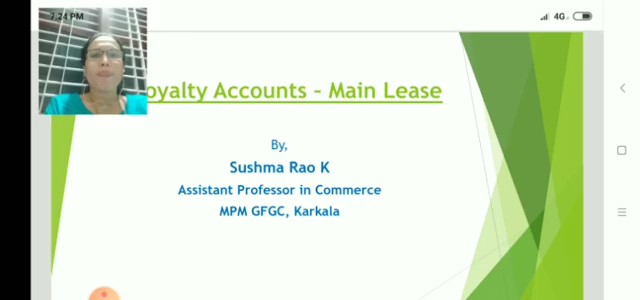 7:24 PM
4G
oyalty Accounts - Main Lease
By,
Sushma Rao K
Assistant Professor in Commerce
MPM GFGC, Karkala